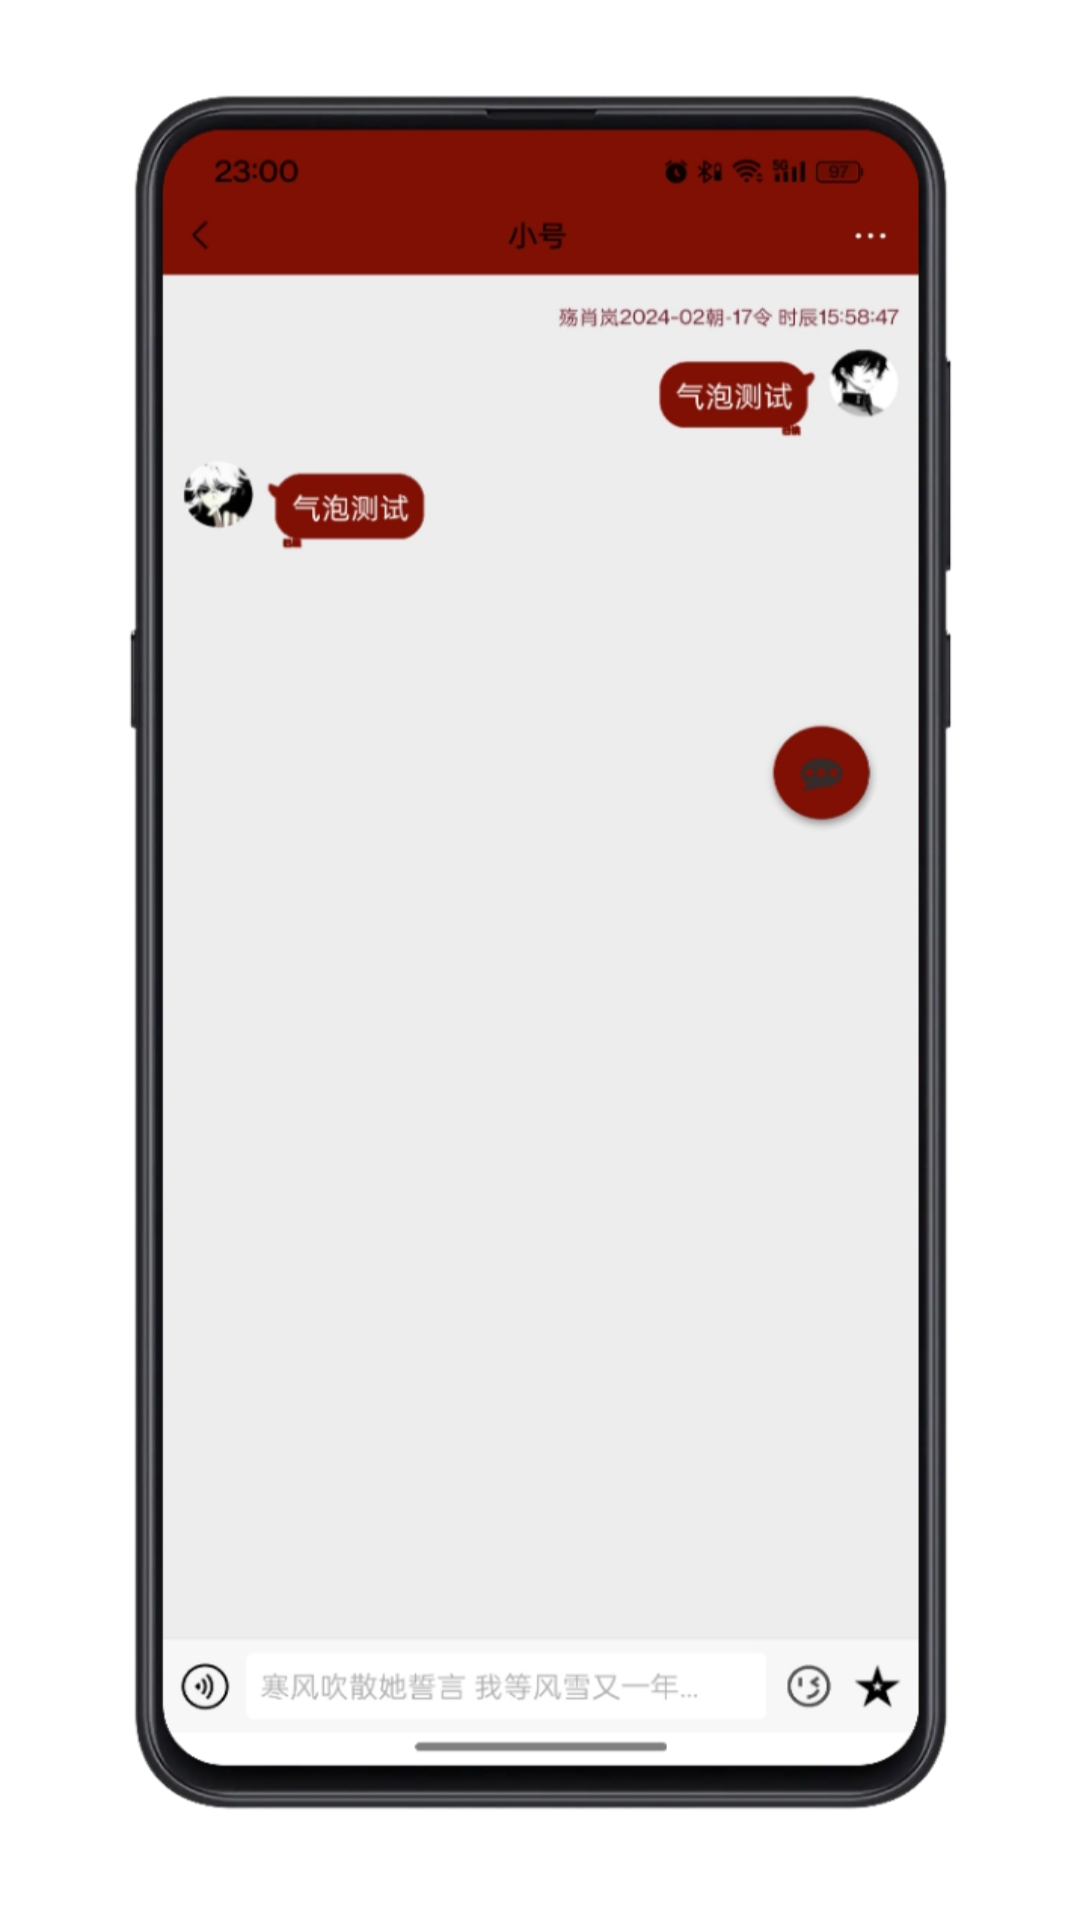 23:00 5G 97
小号
殇肖岚2024-02朝-17令 时辰15:58:47
气泡测试
气泡测试
寒风吹散她誓言 我等风雪又一年...